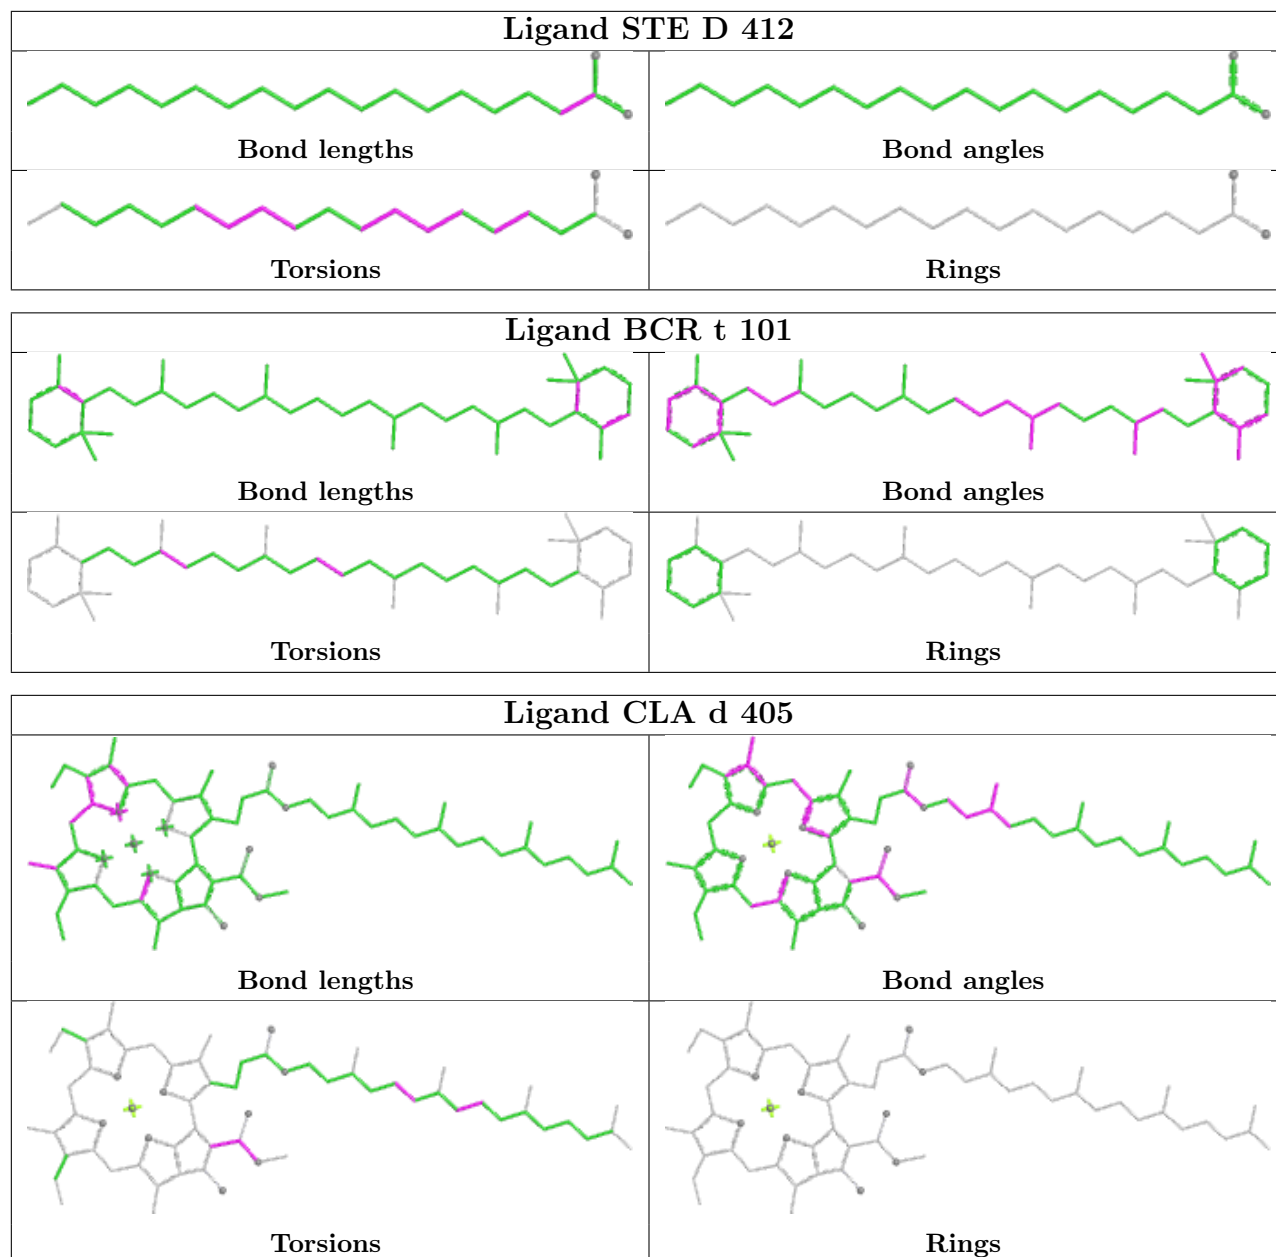 Ligand STE D 412
Bond lengths
Bond angles
Torsions
Rings
Ligand BCR t 101
Bond lengths
Bond angles
Torsions
Rings
Ligand CLA d 405
Bond lengths
Bond angles
Torsions
Rings